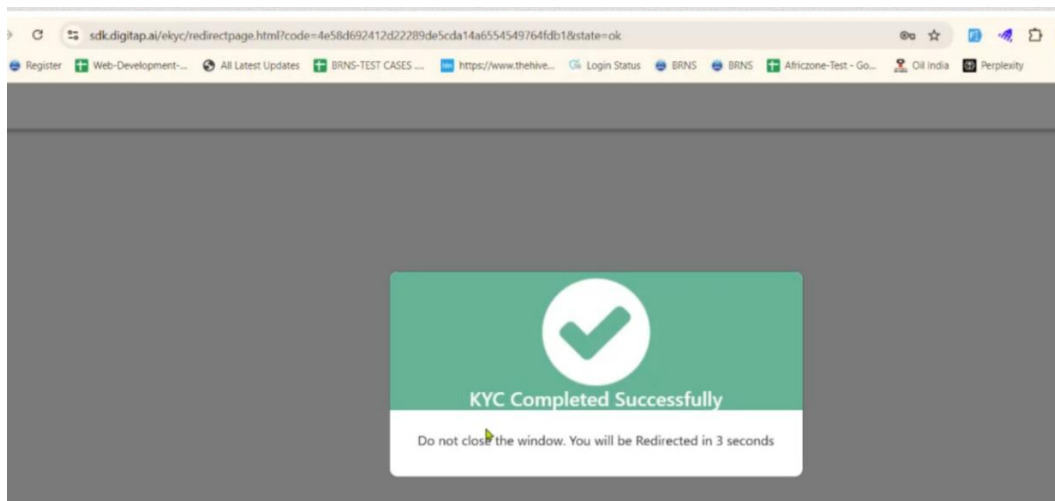 sdk.digitap.ai/ekyc/redirectpage.html?code=4e58d692412d22289de5cda14a6554549764fdb1&state=ok
Register Web-Development-... All Latest Updates BRNS-TEST CASES .... https://www.thehive... Login Status BRNS BRNS Africzone-Test - Go... Oil India Perplexity
KYC Completed Successfully
Do not close the window. You will be Redirected in 3 seconds